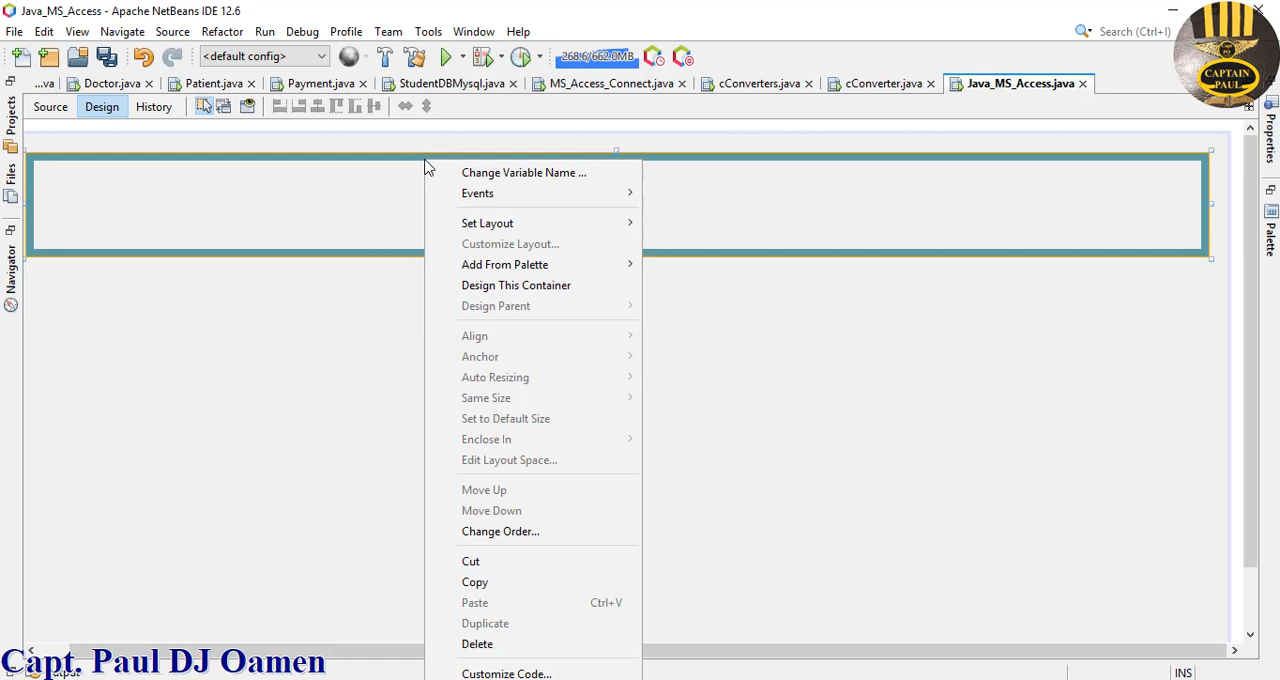 Java_MS_Access - Apache NetBeans IDE 12.6
File Edit View Navigate Source Refactor Run Debug Profile Team Tools Window Help
Search (Ctrl+I)
<default config>
268.6/662.0MB
...va Doctor.java Patient.java Payment.java StudentDBMysql.java MS_Access_Connect.java cConverters.java cConverter.java Java_MS_Access.java
CAPTAIN
PAUL
Source Design History
Projects
Files
Navigator
Properties
Palette
Change Variable Name ...
Events
Set Layout
Customize Layout...
Add From Palette
Design This Container
Design Parent
Align
Anchor
Auto Resizing
Same Size
Set to Default Size
Enclose In
Edit Layout Space...
Move Up
Move Down
Change Order...
Cut
Copy
Paste Ctrl+V
Duplicate
Delete
Customize Code...
Capt. Paul DJ Oamen
INS